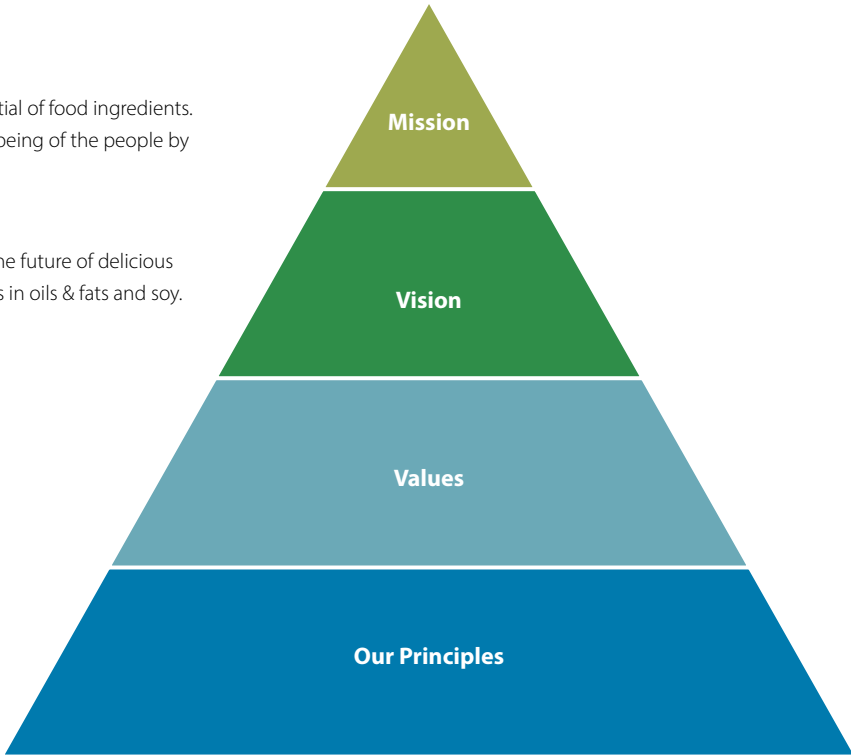 tial of food ingredients.
being of the people by
Mission
ne future of delicious
s in oils & fats and soy.
Vision
Values
Our Principles